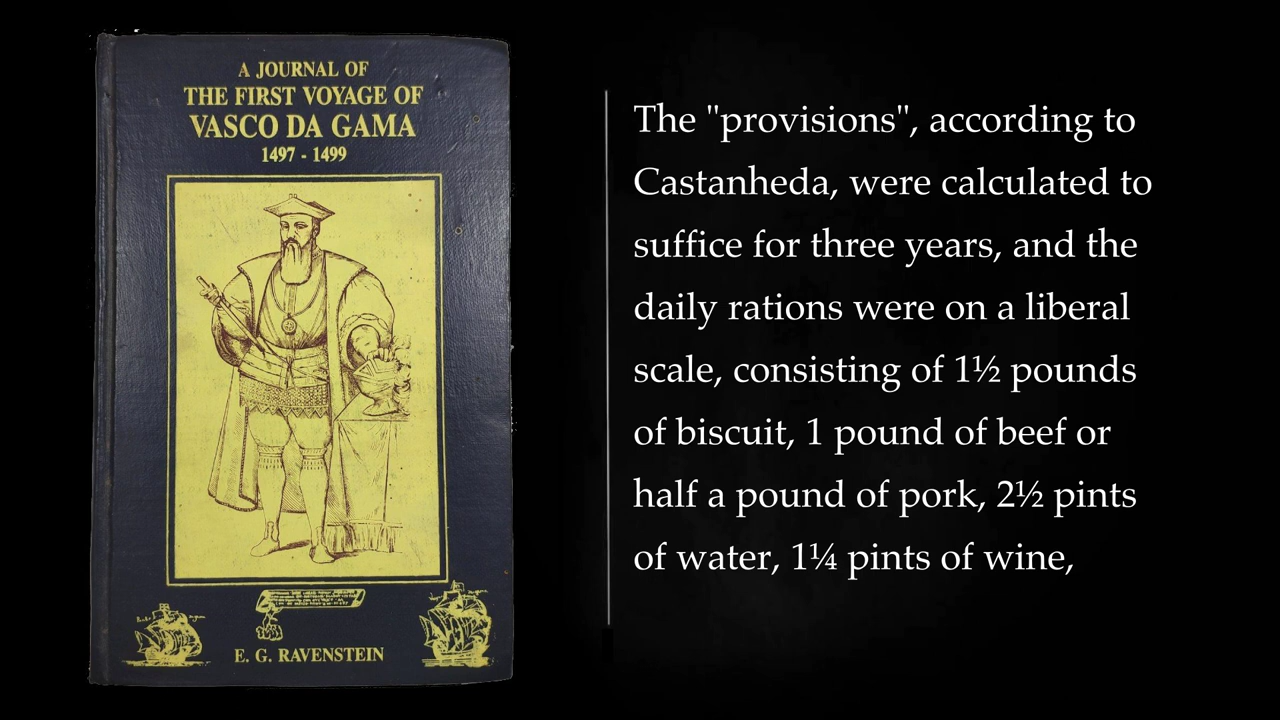 A JOURNAL OF
THE FIRST VOYAGE OF
VASCO DA GAMA
1497 - 1499
E. G. RAVENSTEIN
The "provisions", according to
Castanheda, were calculated to
suffice for three years, and the
daily rations were on a liberal
scale, consisting of 1½ pounds
of biscuit, 1 pound of beef or
half a pound of pork, 2½ pints
of water, 1¼ pints of wine,